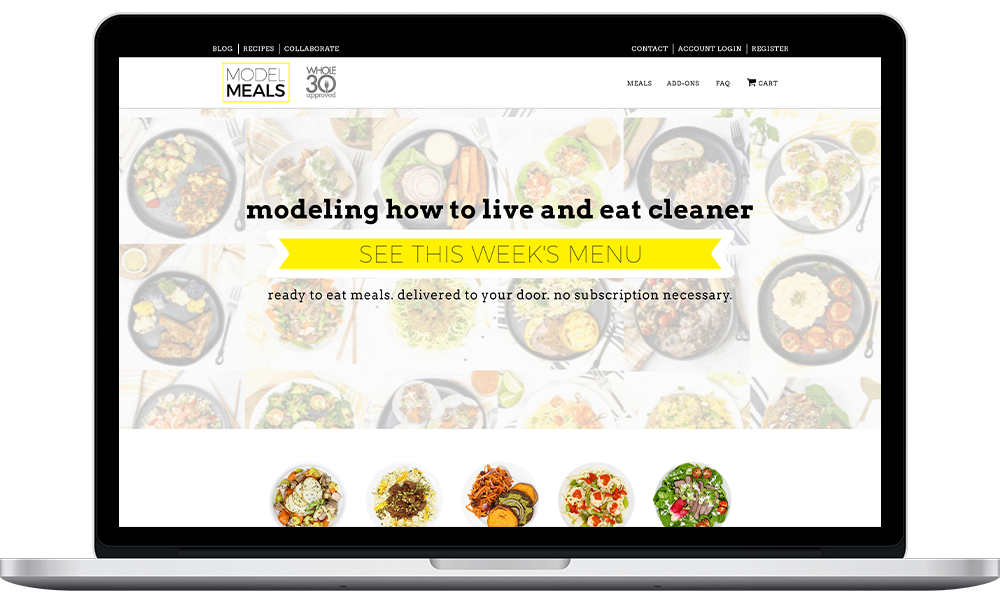 BLOG | RECIPES | COLLABORATE
CONTACT | ACCOUNT LOGIN | REGISTER
MODEL
MEALS
WHOLE
30
approved
MEALS
ADD-ONS
FAQ
CART
modeling how to live and eat cleaner
SEE THIS WEEK'S MENU
ready to eat meals. delivered to your door. no subscription necessary.